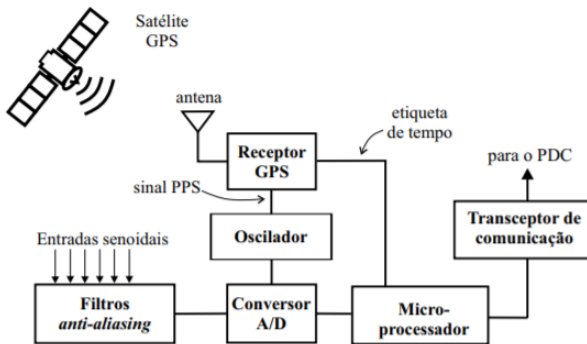 Satélite
GPS
antena
etiqueta
de tempo
Receptor
GPS
para o PDC
sinal PPS
Transceptor de
comunicação
Oscilador
Entradas senoidais
Filtros
anti-aliasing
Conversor
A/D
Micro-
processador